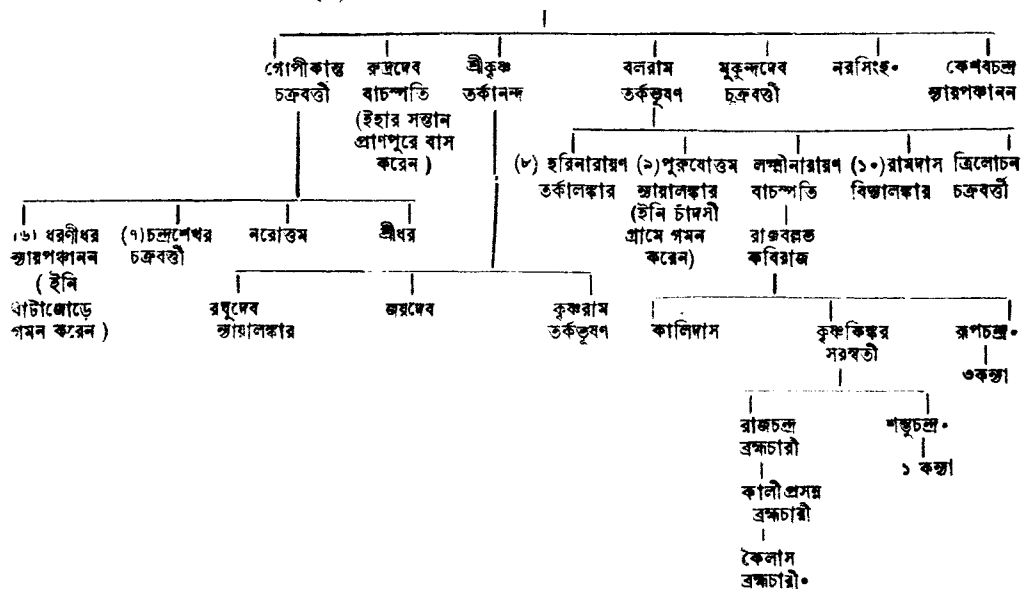 গোপীকান্ত রুদ্রদেব শ্রীকৃষ্ণ বলরাম মুকুন্দদেব নরসিংহ• কেশবচন্দ্র
চক্রবর্ত্তী বাচস্পতি তর্কানন্দ তর্কভূষণ চক্রবর্ত্তী ন্যায়পঞ্চানন
(ইহার সন্তান
প্রাণপুরে বাস
করেন)
(৮) হরিনারায়ণ (৯) পুরুষোত্তম লক্ষ্মীনারায়ণ (১০) রামদাস ত্রিলোচন
তর্কালঙ্কার ন্যায়ালঙ্কার বাচস্পতি বিদ্যালঙ্কার চক্রবর্ত্তী
(ইনি চাঁদসী
গ্রামে গমন
করেন)
রাজবল্লভ
কবিরাজ
(৬) ধরণীধর (৭) চন্দ্রশেখর নরোত্তম শ্রীধর
ন্যায়পঞ্চানন চক্রবর্ত্তী
(ইনি
বাটাজোড়ে
গমন করেন)
রঘুদেব জয়দেব কৃষ্ণরাম
ন্যায়ালঙ্কার তর্কভূষণ
কালিদাস কৃষ্ণকিঙ্কর রূপচন্দ্র•
সরস্বতী
৩কন্যা
রাজচন্দ্র শম্ভুচন্দ্র•
ব্রহ্মচারী
১ কন্যা
কালীপ্রসন্ন
ব্রহ্মচারী
কৈলাস
ব্রহ্মচারী•